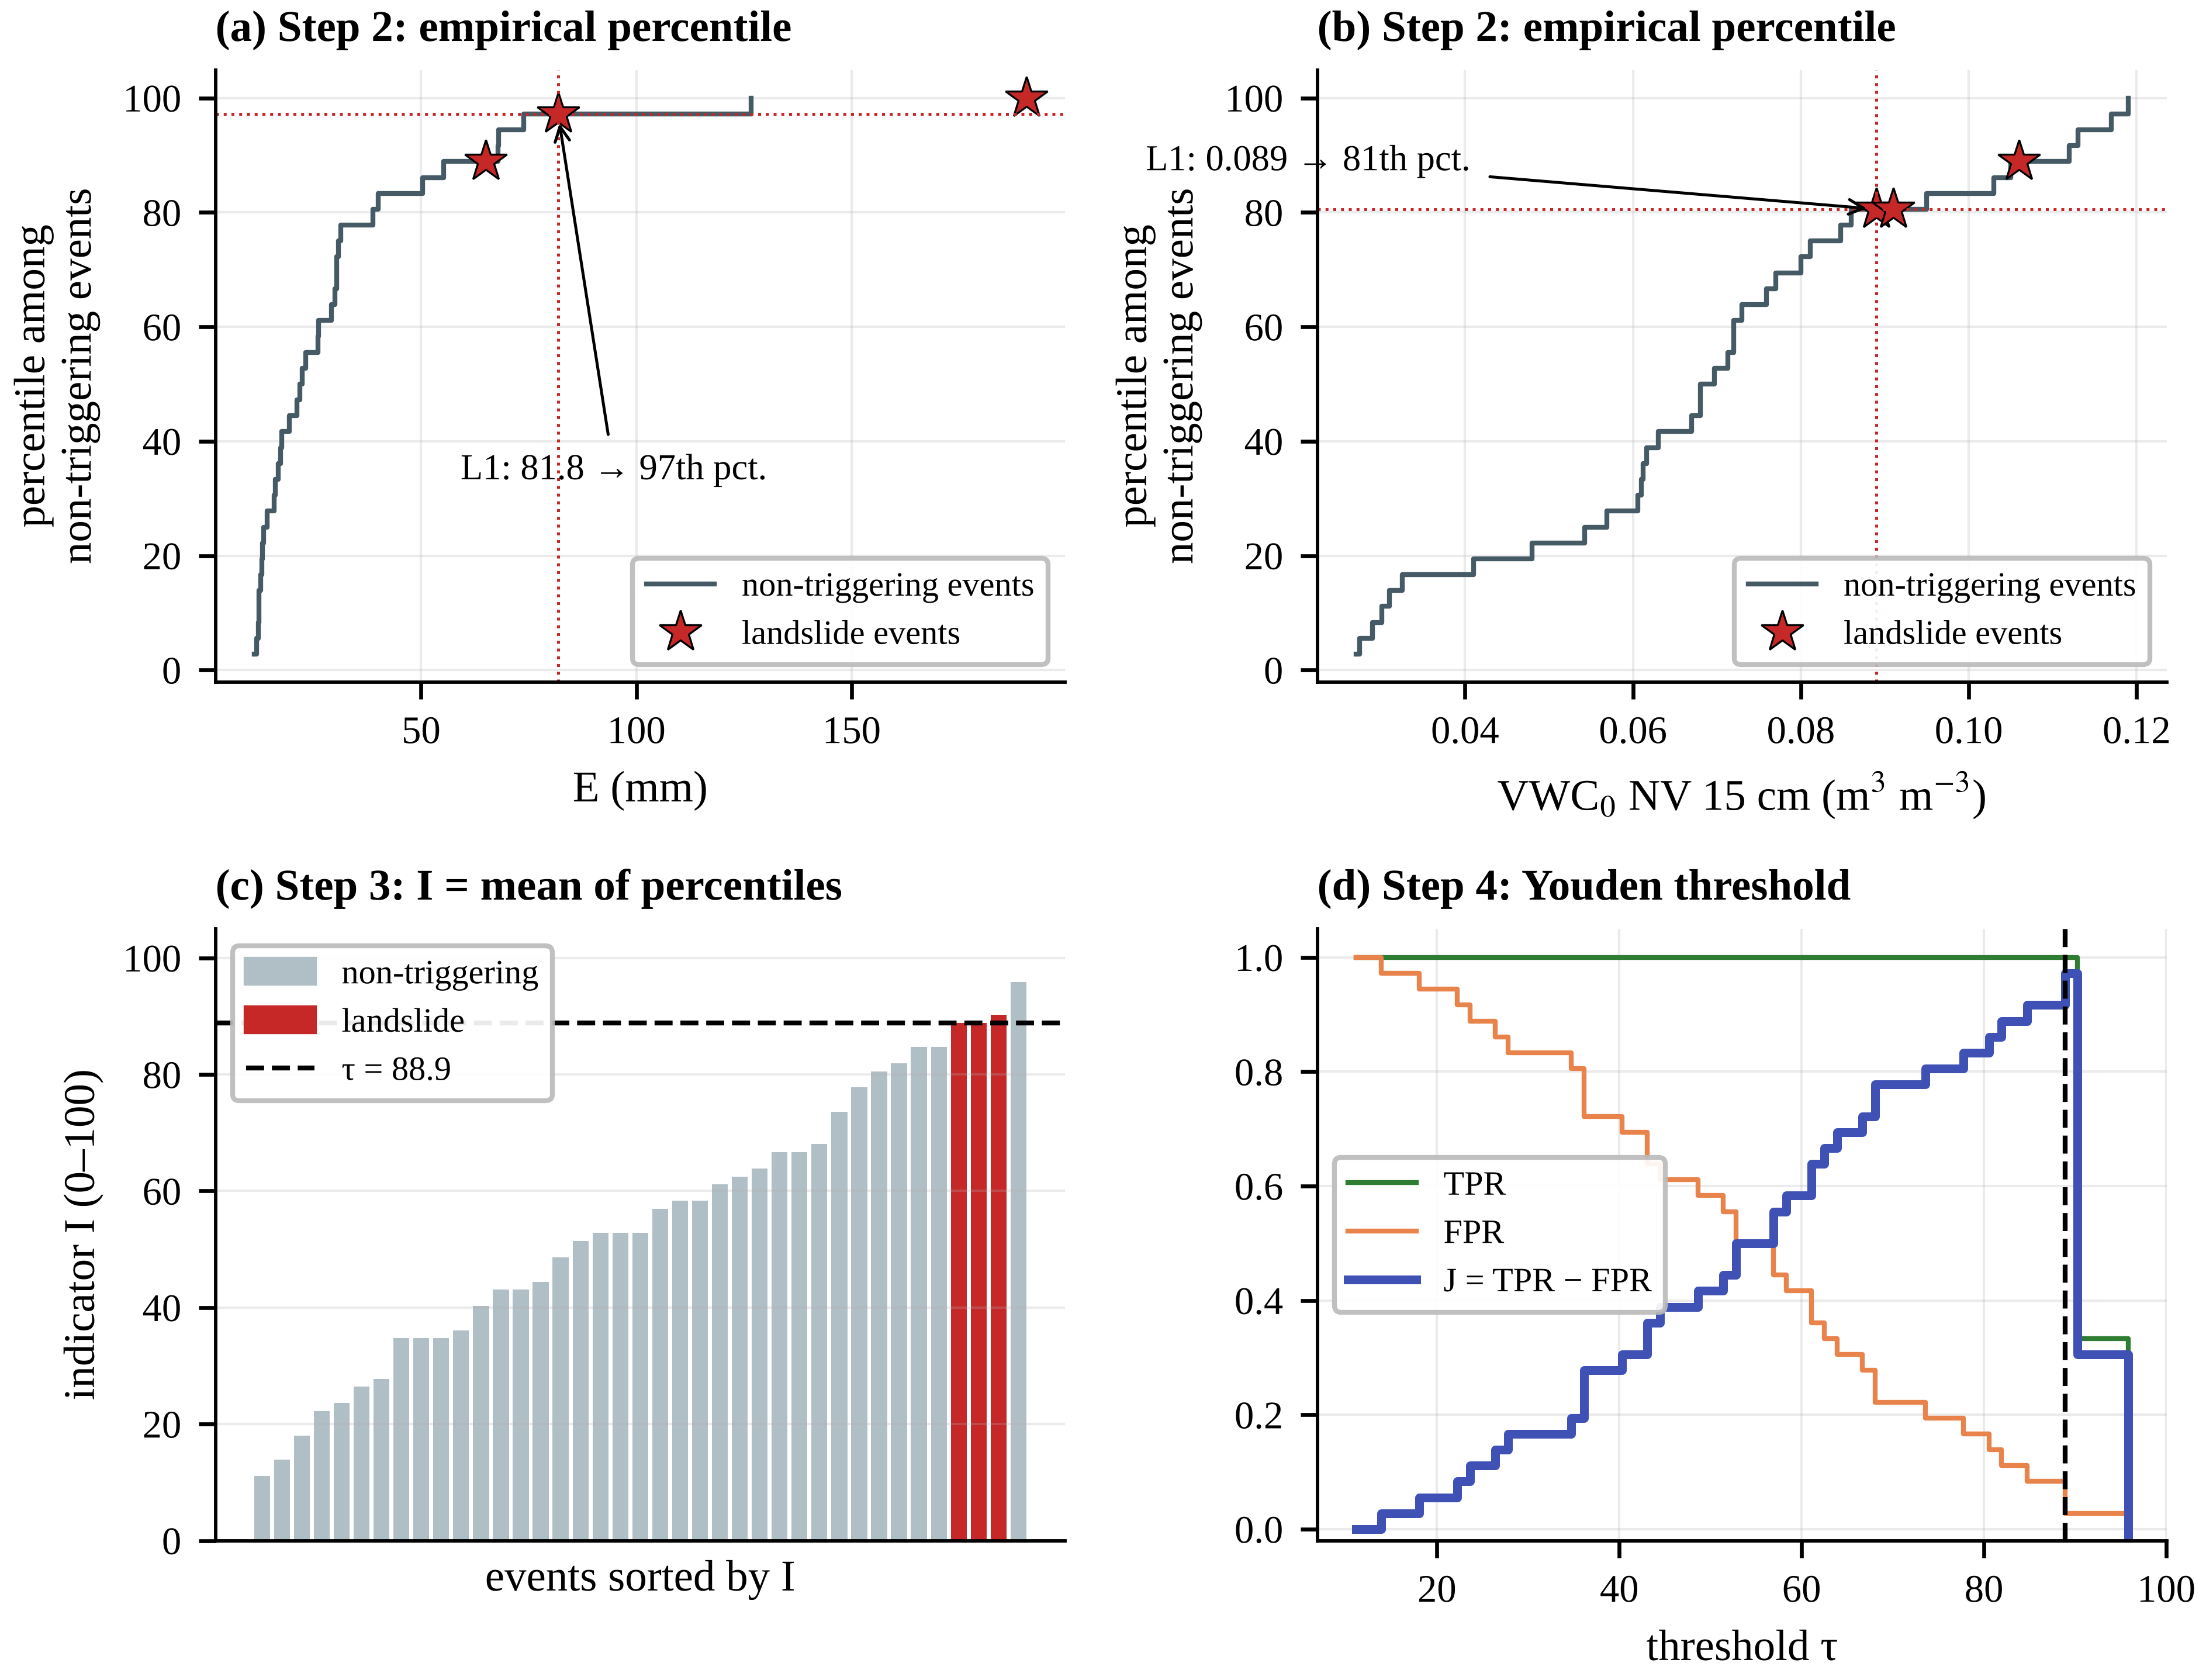 (a) Step 2: empirical percentile
percentile among
non-triggering events
100
80
60
40
20
0
L1: 81.8 → 97th pct.
non-triggering events
landslide events
50
100
150
E (mm)
(b) Step 2: empirical percentile
percentile among
non-triggering events
100
80
60
40
20
0
L1: 0.089 → 81th pct.
non-triggering events
landslide events
0.04
0.06
0.08
0.10
0.12
VWC₀ NV 15 cm (m³ m⁻³)
(c) Step 3: I = mean of percentiles
indicator I (0–100)
100
80
60
40
20
0
non-triggering
landslide
τ = 88.9
events sorted by I
(d) Step 4: Youden threshold
1.0
0.8
0.6
0.4
0.2
0.0
TPR
FPR
J = TPR − FPR
20
40
60
80
100
threshold τ